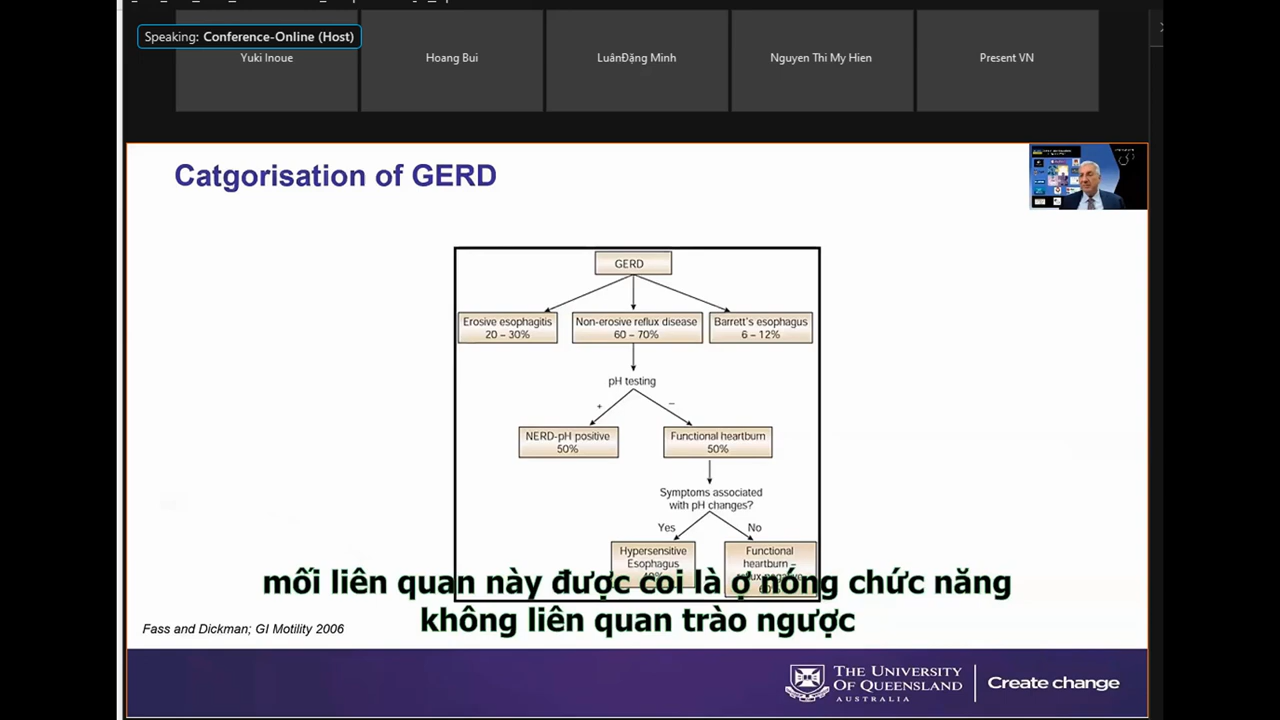 Speaking: Conference-Online (Host)
Yuki Inoue
Hoang Bui
LuânĐặng Minh
Nguyen Thi My Hien
Present VN
Catgorisation of GERD
GERD
Erosive esophagitis
20 – 30%
Non-erosive reflux disease
60 – 70%
Barrett's esophagus
6 – 12%
pH testing
+
–
NERD-pH positive
50%
Functional heartburn
50%
Symptoms associated
with pH changes?
Yes
No
Hypersensitive
Esophagus
Functional
heartburn –
mối liên quan này được coi là ợ nóng chức năng
không liên quan trào ngược
Fass and Dickman; GI Motility 2006
THE UNIVERSITY
OF QUEENSLAND
AUSTRALIA
Create change